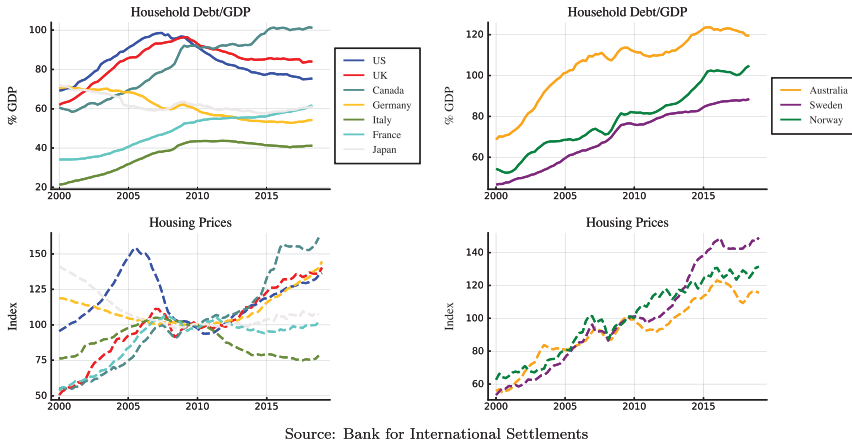 Household Debt/GDP
% GDP
100
80
60
40
20
2000 2005 2010 2015
US
UK
Canada
Germany
Italy
France
Japan
Household Debt/GDP
% GDP
120
100
80
60
2000 2005 2010 2015
Australia
Sweden
Norway
Housing Prices
Index
150
125
100
75
50
2000 2005 2010 2015
Housing Prices
Index
140
120
100
80
60
2000 2005 2010 2015
Source: Bank for International Settlements